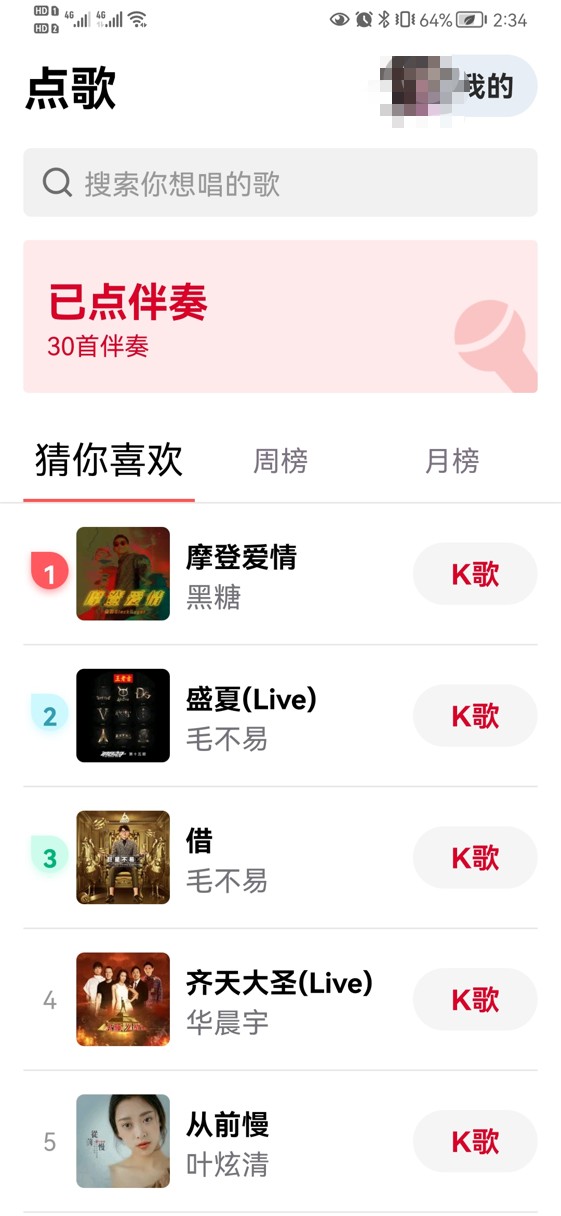 HD 1
HD 2
4G
4G
64%
2:34
点歌
我的
搜索你想唱的歌
已点伴奏
30首伴奏
猜你喜欢
周榜
月榜
1
摩登爱情
黑糖
K歌
2
盛夏(Live)
毛不易
K歌
3
借
毛不易
K歌
4
齐天大圣(Live)
华晨宇
K歌
5
从前慢
叶炫清
K歌